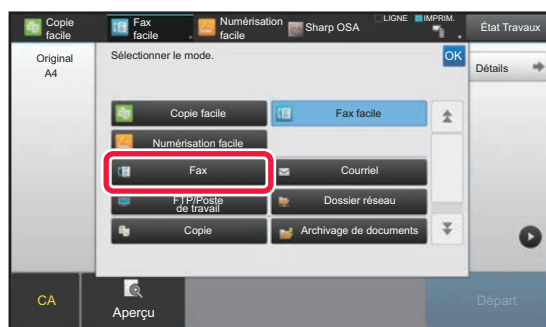 Copie
facile
Fax
facile
Numérisation
facile
Sharp OSA
LIGNE
IMPRIM.
État Travaux
Original
A4
Sélectionner le mode.
OK
Détails
Copie facile
Fax facile
Numérisation facile
Fax
Courriel
FTP/Poste
de travail
Dossier réseau
Copie
Archivage de documents
CA
Aperçu
Départ